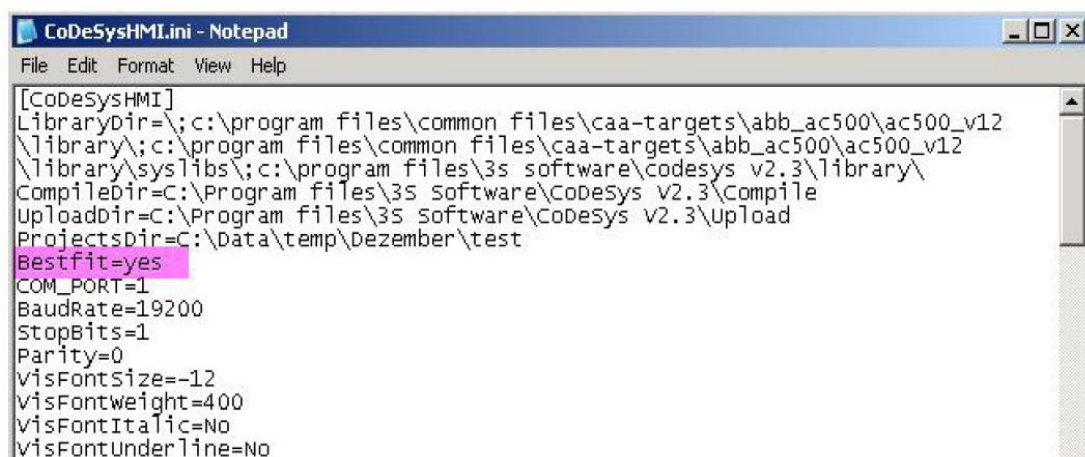 CoDeSysHMI.ini - Notepad
File Edit Format View Help
[CoDeSysHMI]
LibraryDir=\;c:\program files\common files\caa-targets\abb_ac500\ac500_v12
\library\;c:\program files\common files\caa-targets\abb_ac500\ac500_v12
\library\syslibs\;c:\program files\3s software\codesys v2.3\library\
CompileDir=C:\Program files\3S Software\CoDeSys V2.3\Compile
UploadDir=C:\Program files\3S Software\CoDeSys V2.3\Upload
ProjectsDir=C:\Data\temp\Dezember\test
Bestfit=yes
COM_PORT=1
BaudRate=19200
StopBits=1
Parity=0
VisFontSize=-12
VisFontWeight=400
VisFontItalic=No
VisFontUnderline=No